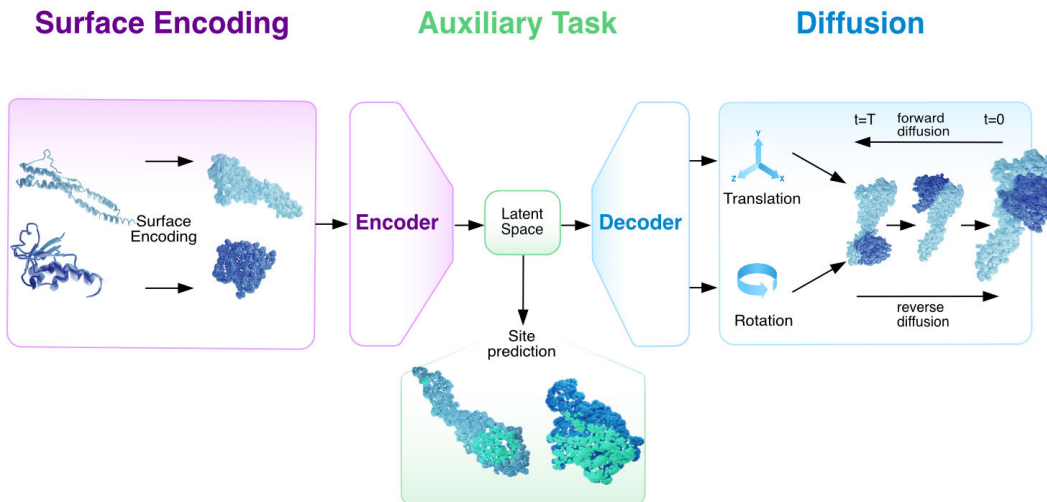 Surface Encoding
Auxiliary Task
Diffusion
Surface
Encoding
Encoder
Latent
Space
Decoder
Site
prediction
Y
Z
X
Translation
Rotation
t=T
forward
diffusion
t=0
reverse
diffusion